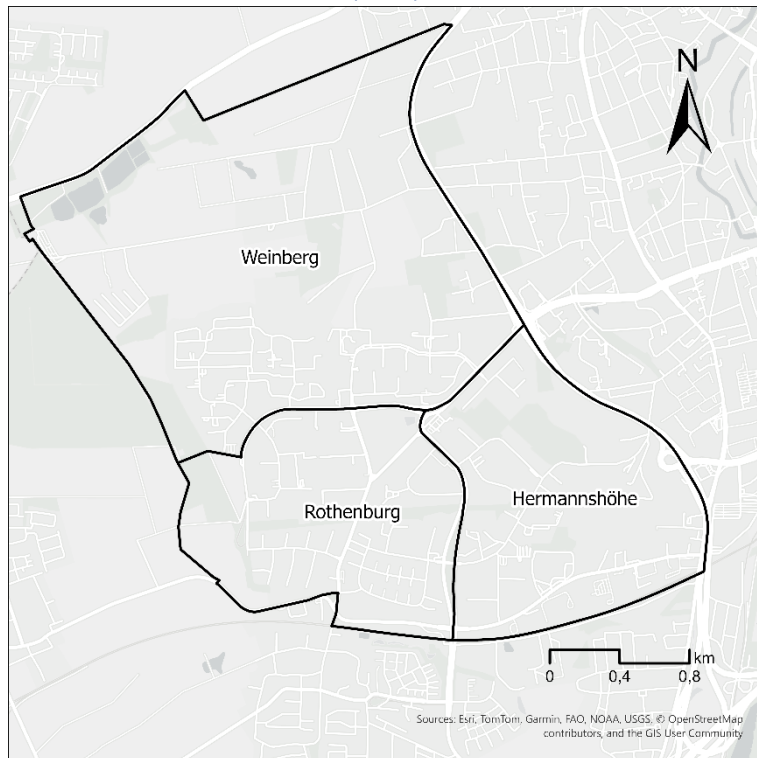 N
Weinberg
Rothenburg
Hermannshöhe
km
0 0,4 0,8
Sources: Esri, TomTom, Garmin, FAO, NOAA, USGS, © OpenStreetMap
contributors, and the GIS User Community